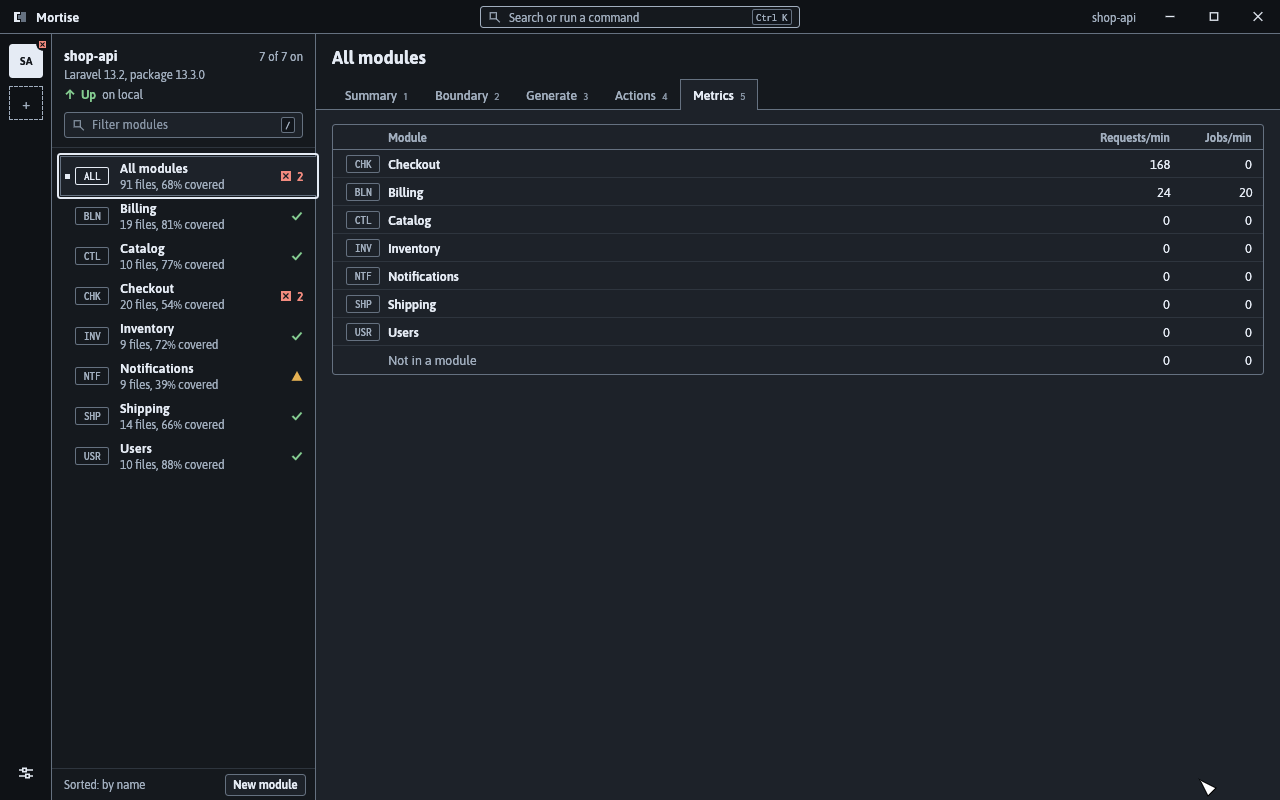 Mortise
Search or run a command
Ctrl K
shop-api
SA
+
shop-api
7 of 7 on
Laravel 13.2, package 13.3.0
Up on local
Filter modules
/
ALL
All modules
91 files, 68% covered
2
BLN
Billing
19 files, 81% covered
CTL
Catalog
10 files, 77% covered
CHK
Checkout
20 files, 54% covered
2
INV
Inventory
9 files, 72% covered
NTF
Notifications
9 files, 39% covered
SHP
Shipping
14 files, 66% covered
USR
Users
10 files, 88% covered
Sorted: by name
New module
All modules
Summary 1
Boundary 2
Generate 3
Actions 4
Metrics 5
Module Requests/min Jobs/min
CHK Checkout 168 0
BLN Billing 24 20
CTL Catalog 0 0
INV Inventory 0 0
NTF Notifications 0 0
SHP Shipping 0 0
USR Users 0 0
Not in a module 0 0